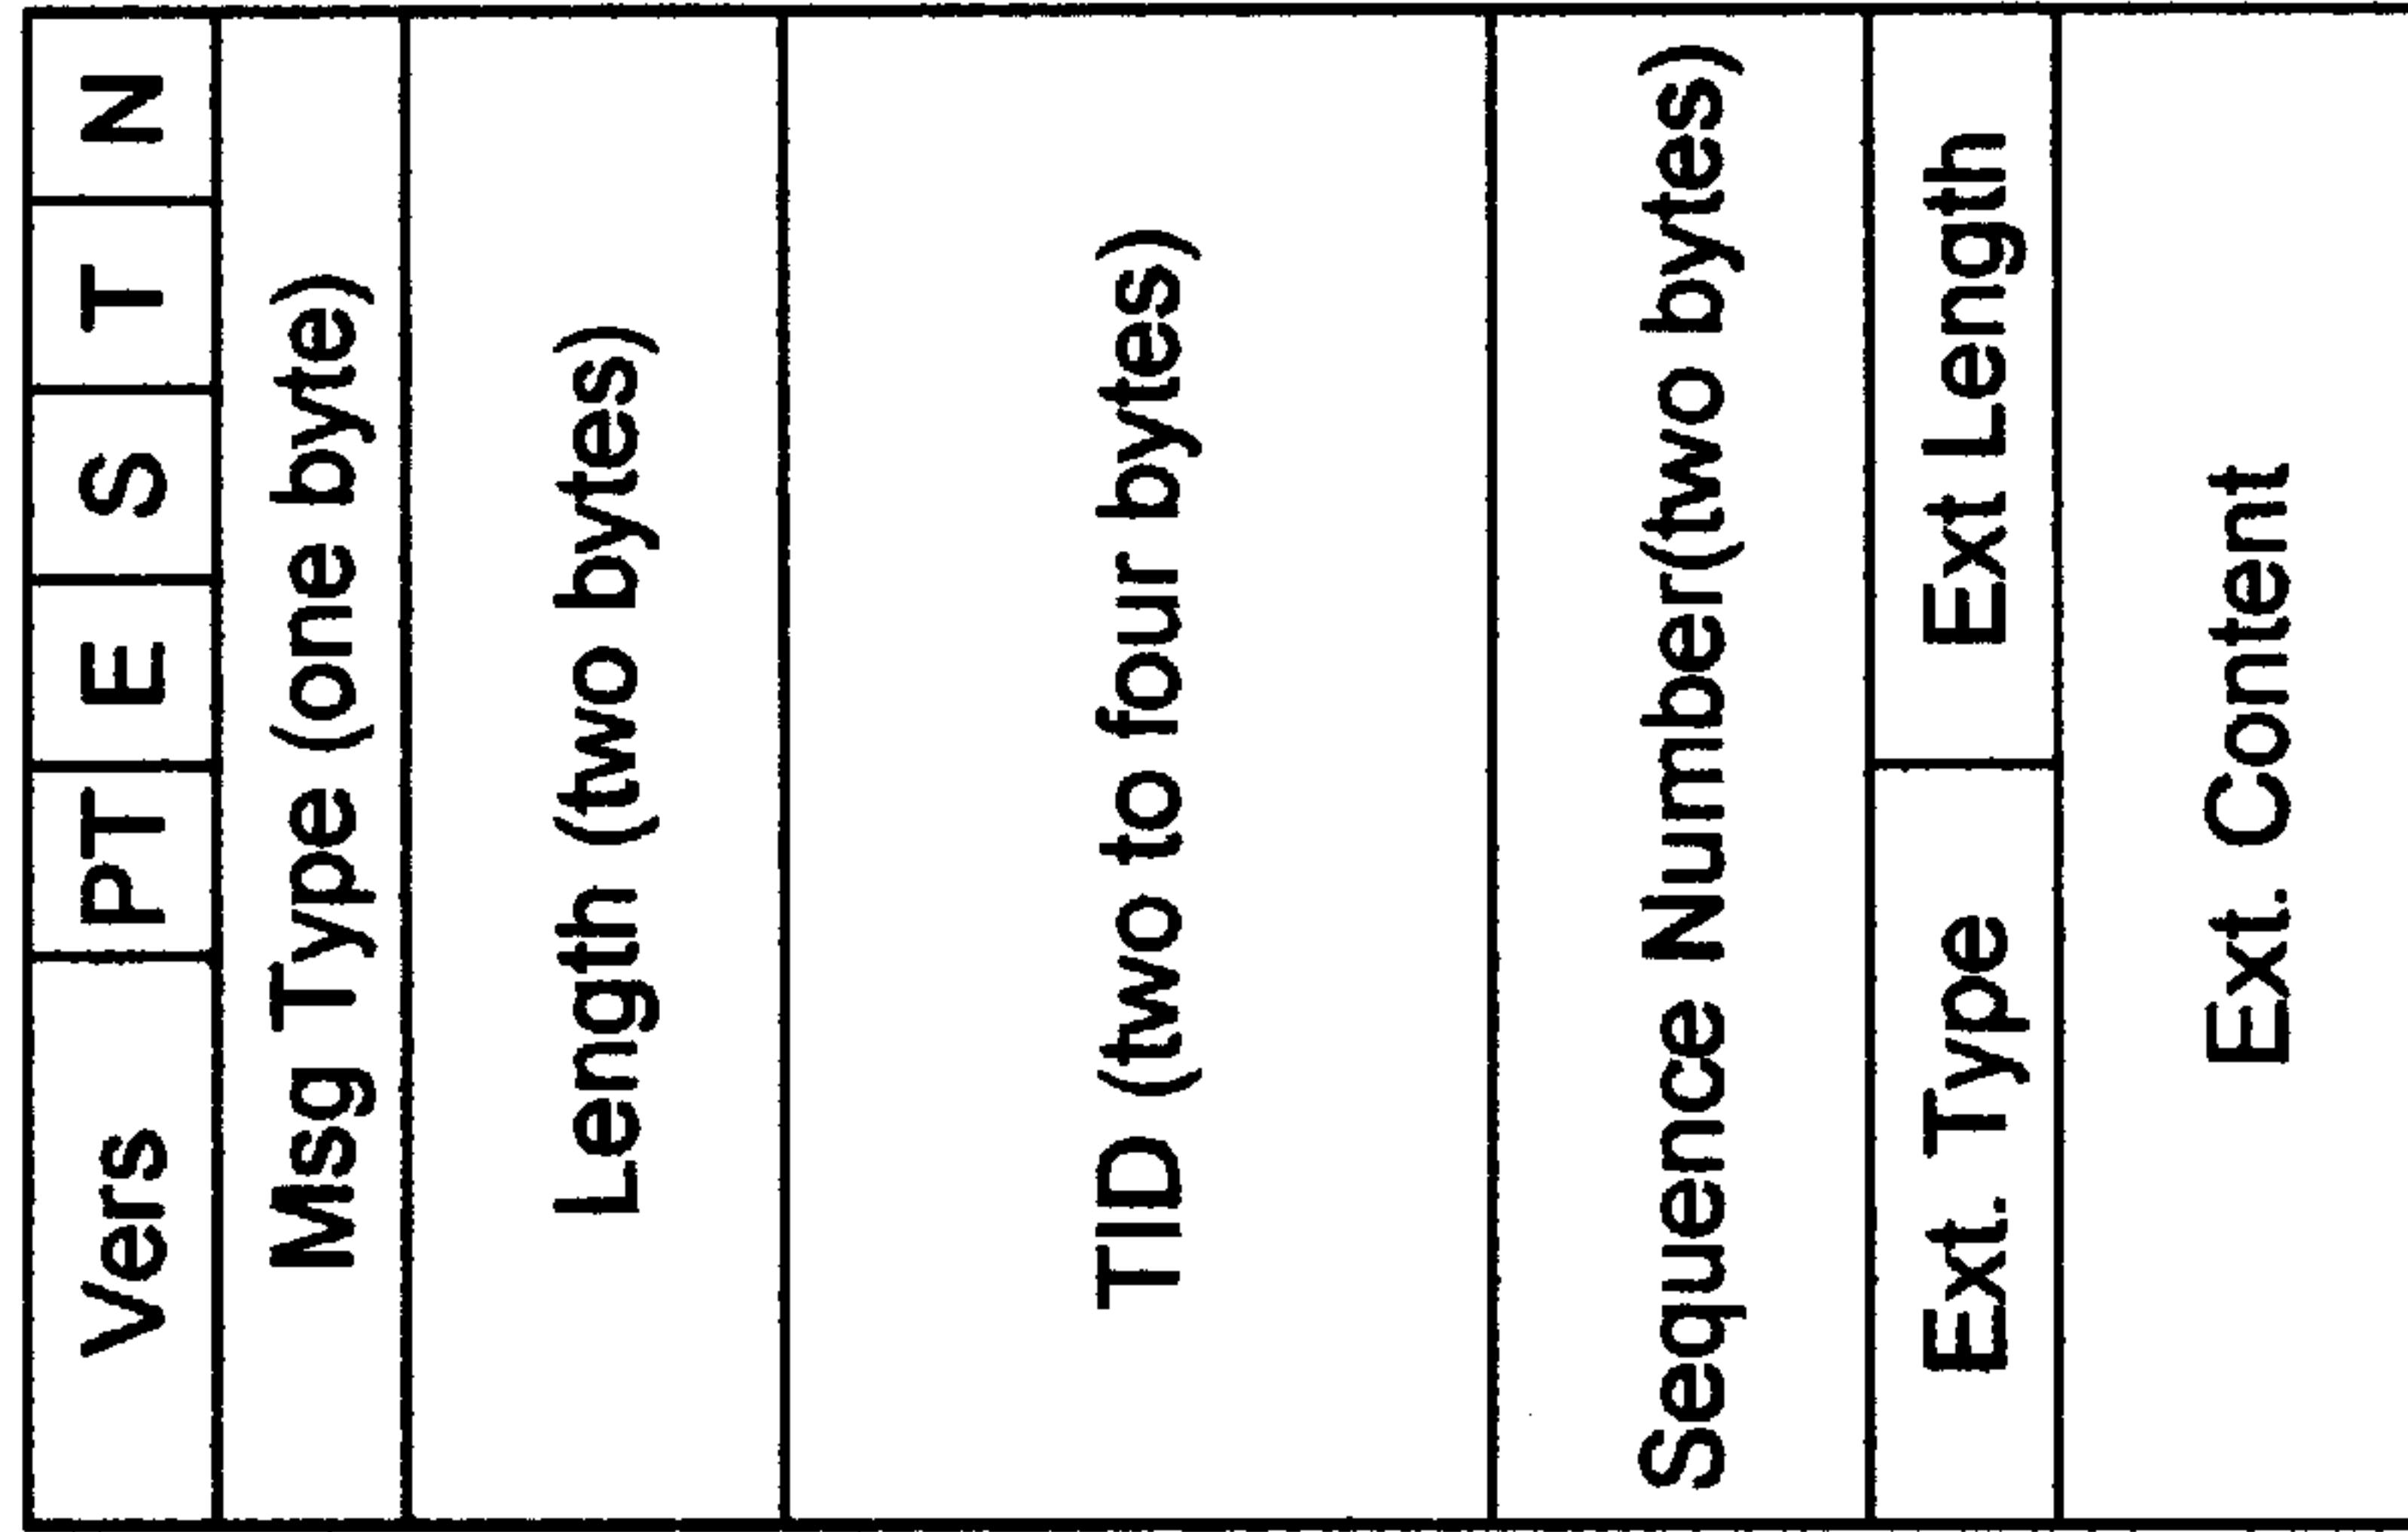 Vers PT E S T N
Msg Type (one byte)
Length (two bytes)
TID (two to four bytes)
Sequence Number(two bytes)
Ext. Type Ext Length
Ext. Content